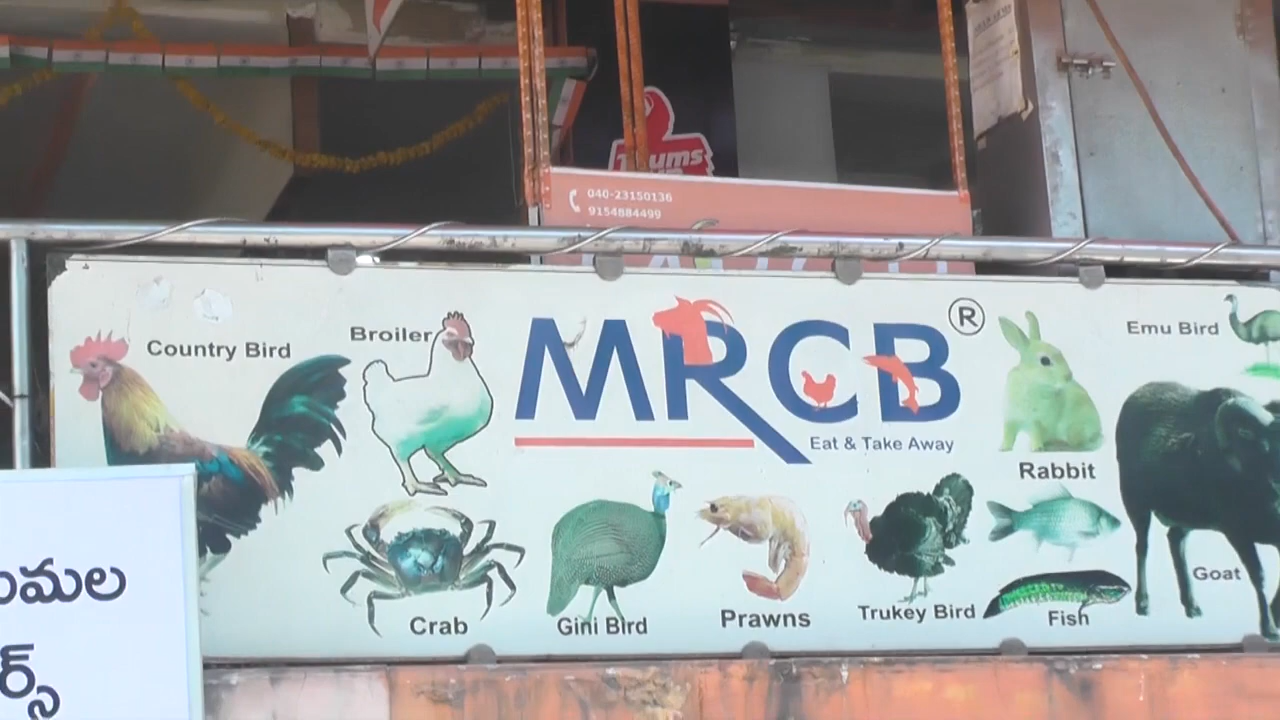 Thums
040-23150136
9154884499
Country Bird
Broiler
MRCB®
Eat & Take Away
Emu Bird
Rabbit
Crab
Gini Bird
Prawns
Trukey Bird
Fish
Goat
ర్స్